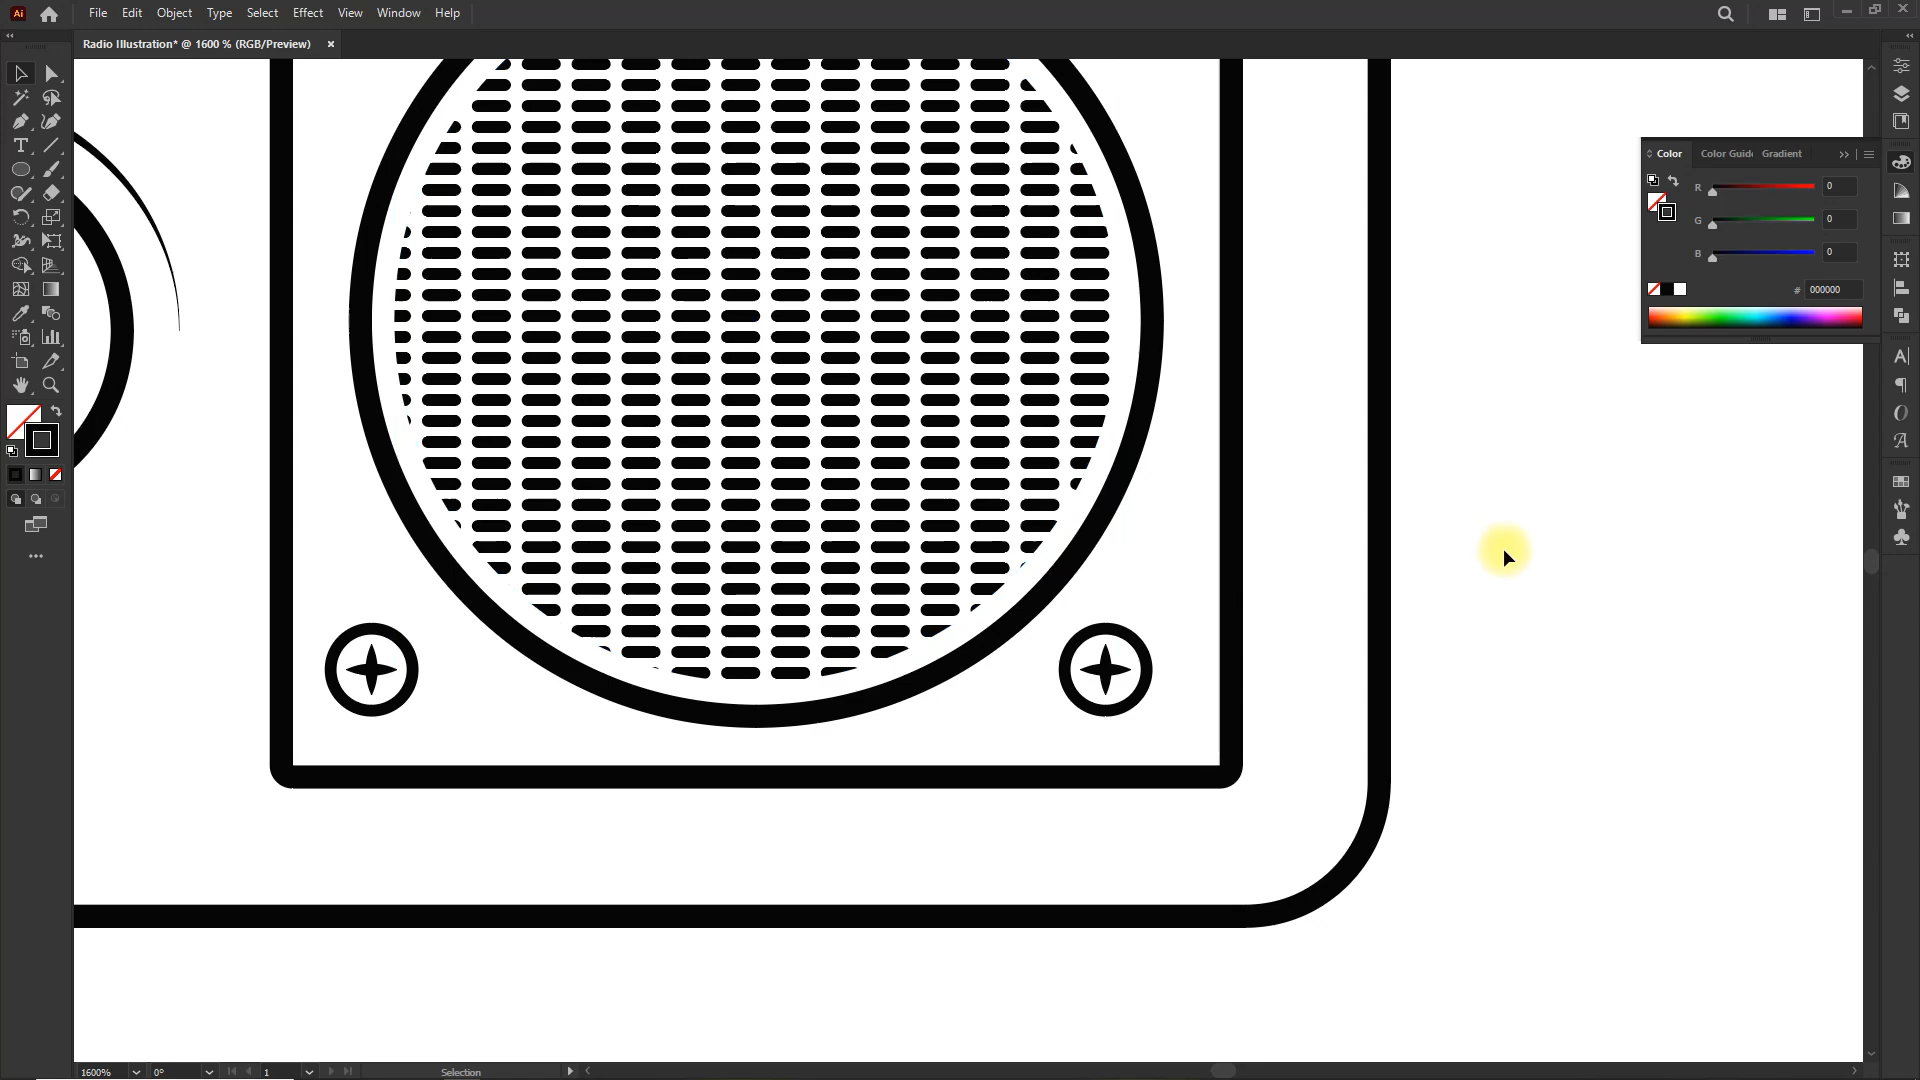 Ai File Edit Object Type Select Effect View Window Help
Radio Illustration* @ 1600 % (RGB/Preview) ×
Color Color Guide Gradient
R 0
G 0
B 0
# 000000
1600% 0° 1 Selection